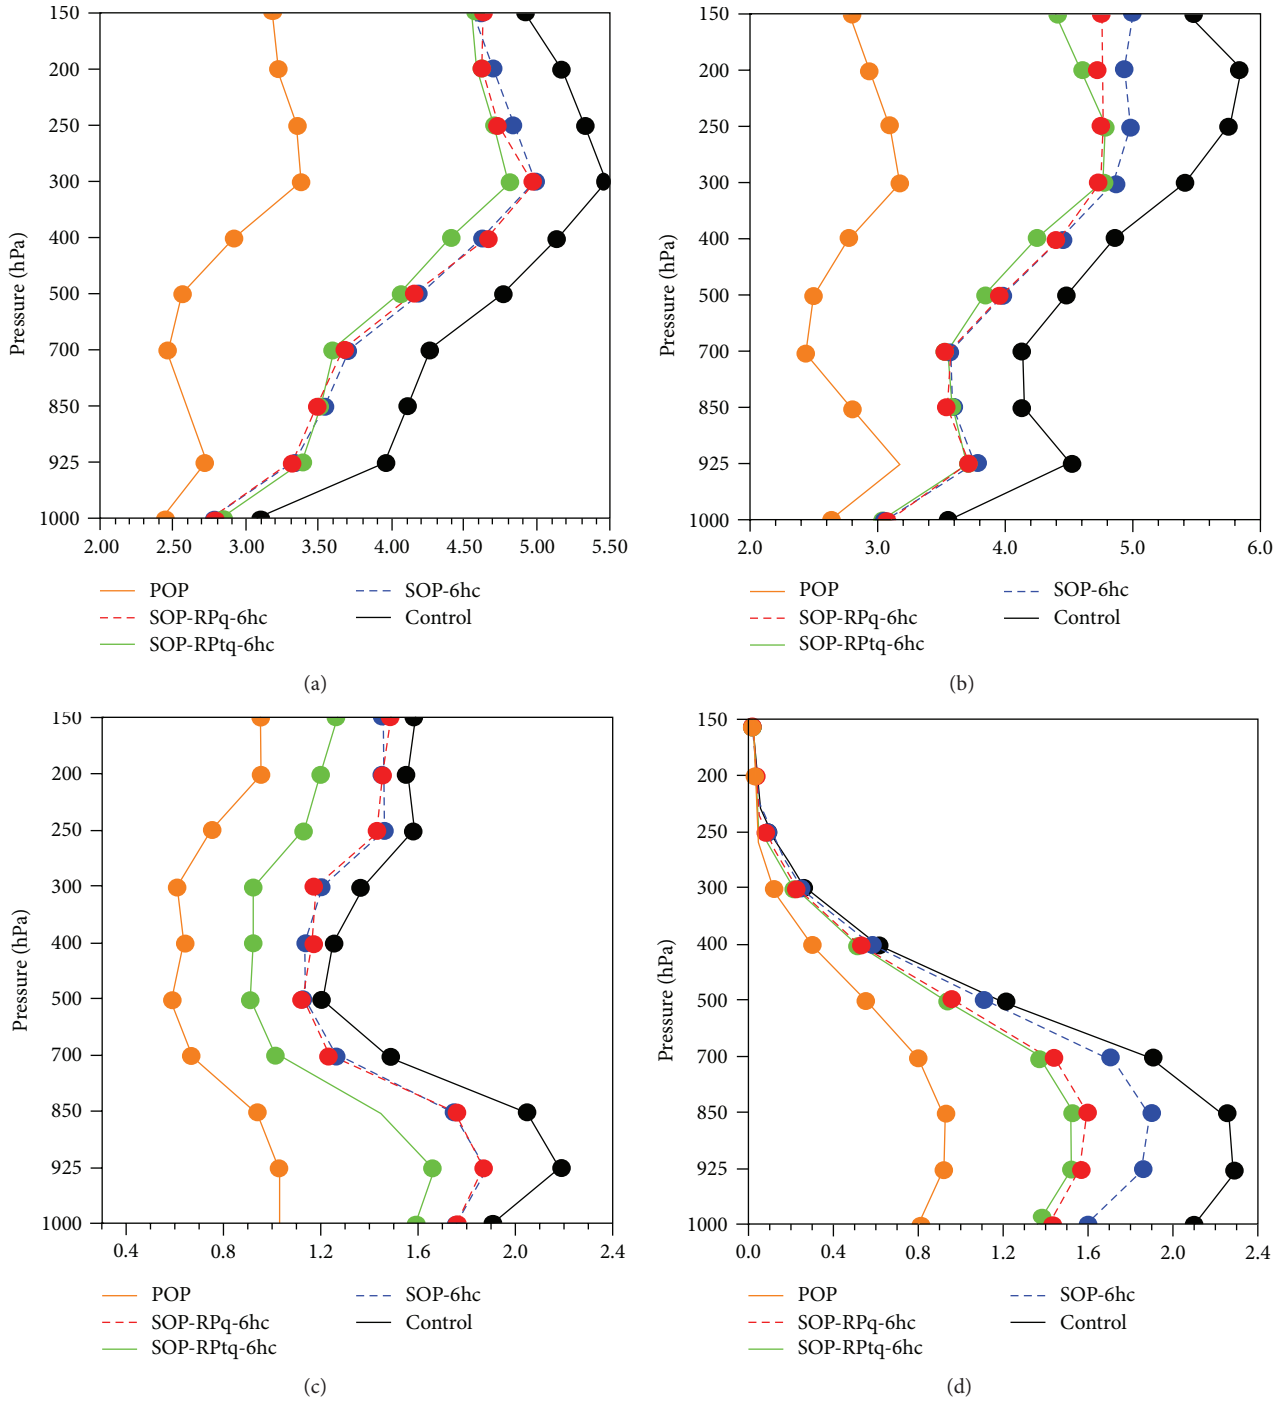 150
200
250
300
400
500
700
850
925
1000
Pressure (hPa)
2.00 2.50 3.00 3.50 4.00 4.50 5.00 5.50
POP
SOP-RPq-6hc
SOP-RPtq-6hc
SOP-6hc
Control
(a)
150
200
250
300
400
500
700
850
925
1000
Pressure (hPa)
2.0 3.0 4.0 5.0 6.0
POP
SOP-RPq-6hc
SOP-RPtq-6hc
SOP-6hc
Control
(b)
150
200
250
300
400
500
700
850
925
1000
Pressure (hPa)
0.4 0.8 1.2 1.6 2.0 2.4
POP
SOP-RPq-6hc
SOP-RPtq-6hc
SOP-6hc
Control
(c)
150
200
250
300
400
500
700
850
925
1000
Pressure (hPa)
0.0 0.4 0.8 1.2 1.6 2.0 2.4
POP
SOP-RPq-6hc
SOP-RPtq-6hc
SOP-6hc
Control
(d)